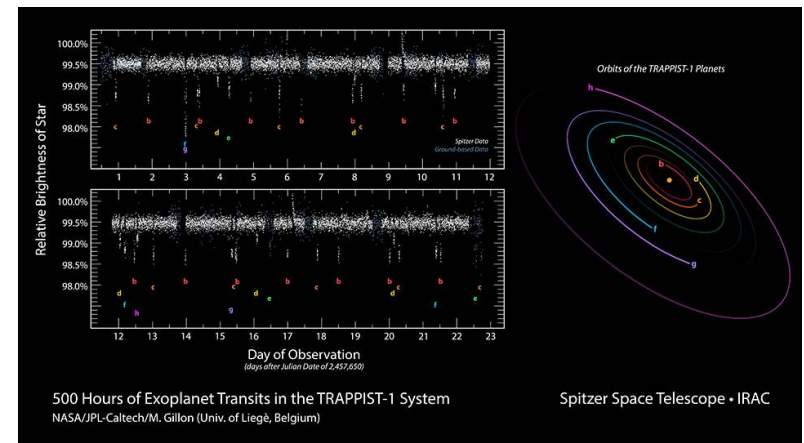 Relative Brightness of Star
100.0%
99.5%
99.0%
98.5%
98.0%
b b b b b b b b
c c c c c
d d
e
f
g
Spitzer Data
Ground-based Data
1 2 3 4 5 6 7 8 9 10 11 12
100.0%
99.5%
99.0%
98.5%
98.0%
b b b b b b b
c c c c c
d d d
e e
f f
g
h
12 13 14 15 16 17 18 19 20 21 22 23
Day of Observation
(days after Julian Date of 2,457,650)
Orbits of the TRAPPIST-1 Planets
h
e
b
d
c
f
g
500 Hours of Exoplanet Transits in the TRAPPIST-1 System
NASA/JPL-Caltech/M. Gillon (Univ. of Liegè, Belgium)
Spitzer Space Telescope • IRAC